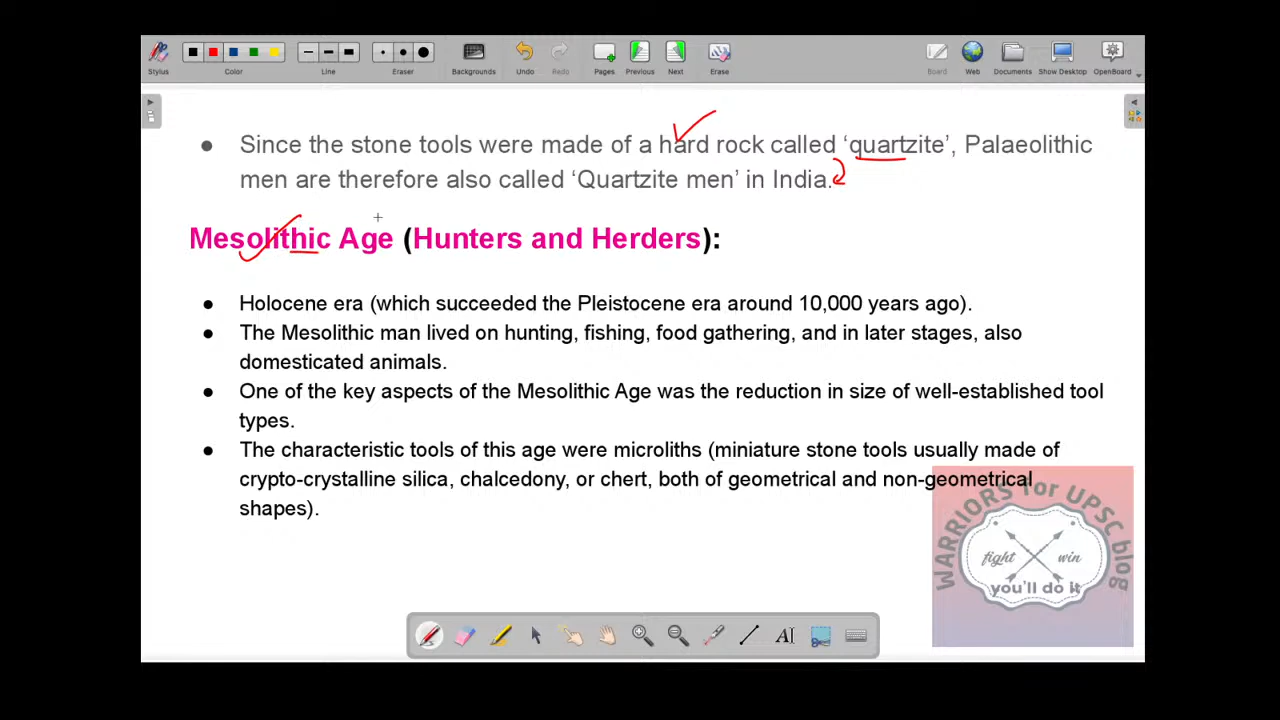 Stylus Color Line Eraser Backgrounds Undo Redo Pages Previous Next Erase Board Web Documents Show Desktop OpenBoard
● Since the stone tools were made of a hard rock called ‘quartzite’, Palaeolithic
men are therefore also called ‘Quartzite men’ in India.
Mesolithic Age (Hunters and Herders):
● Holocene era (which succeeded the Pleistocene era around 10,000 years ago).
● The Mesolithic man lived on hunting, fishing, food gathering, and in later stages, also
domesticated animals.
● One of the key aspects of the Mesolithic Age was the reduction in size of well-established tool
types.
● The characteristic tools of this age were microliths (miniature stone tools usually made of
crypto-crystalline silica, chalcedony, or chert, both of geometrical and non-geometrical
shapes).
WARRIORS for UPSC blog
fight win
you'll do it
AI